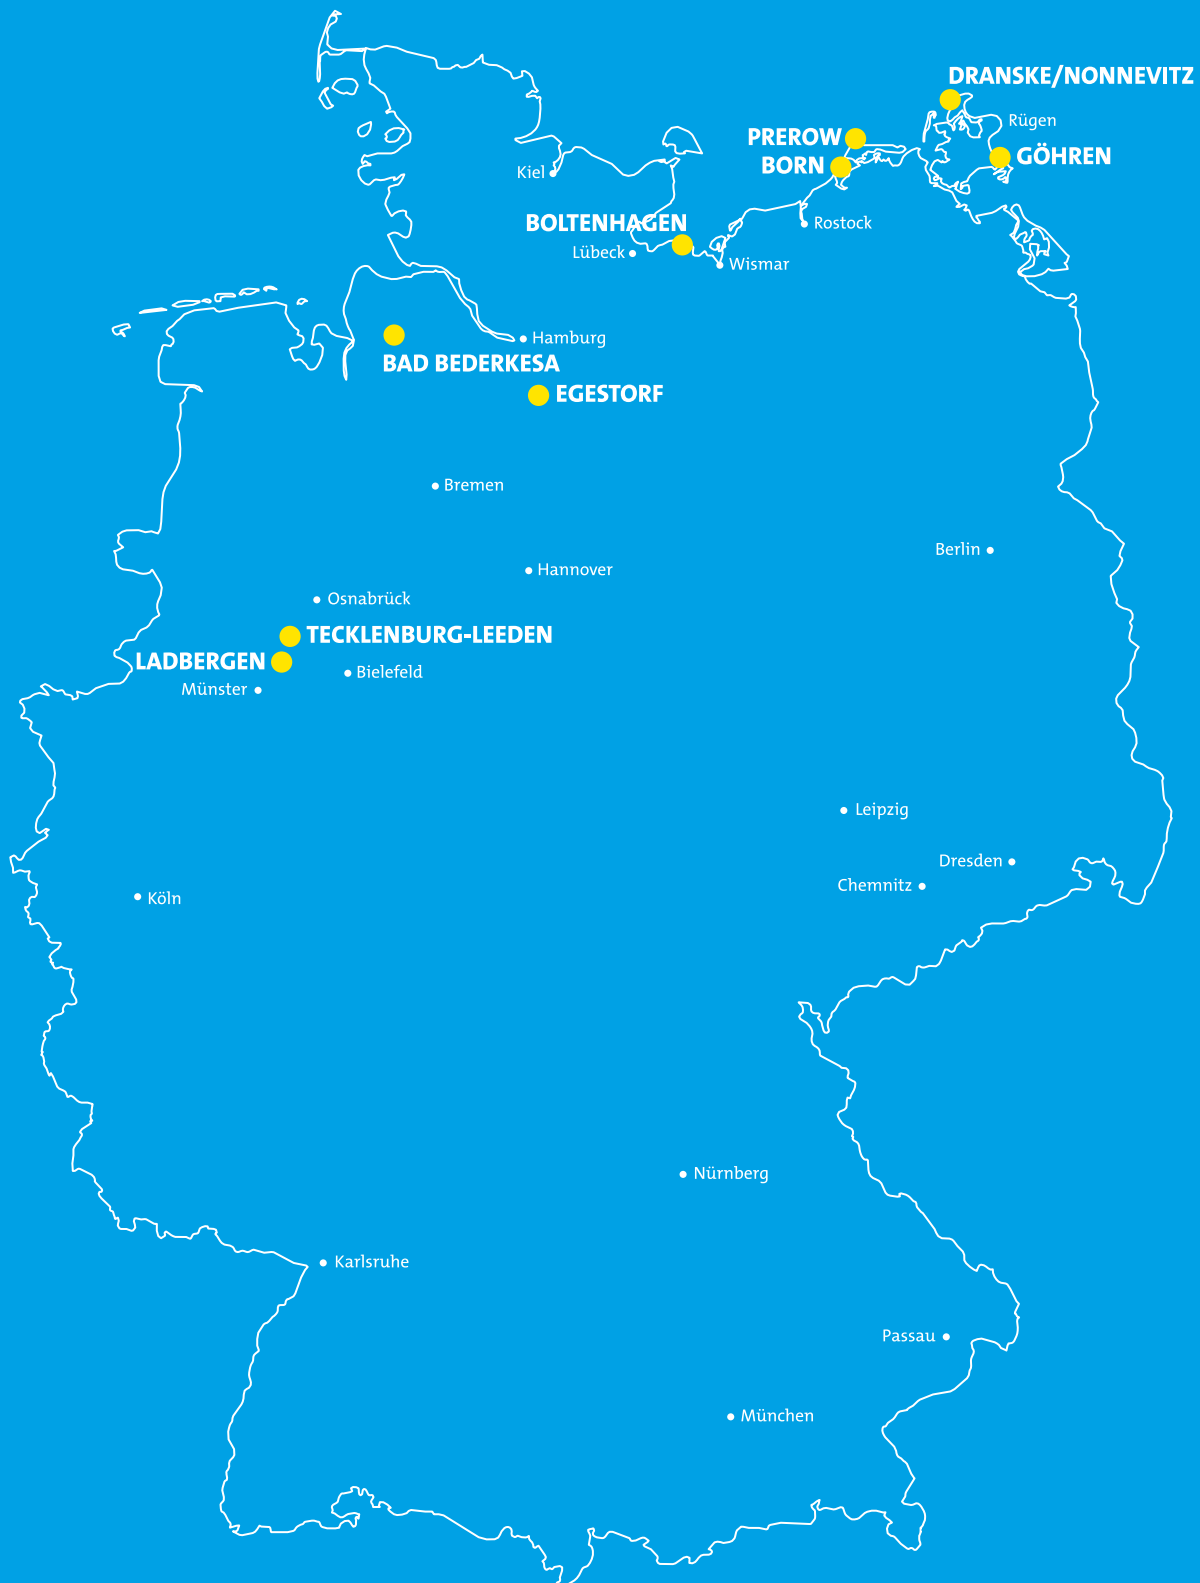 DRANSKE/NONNEVITZ
Rügen
PEROW
BORN
GÖHREN
Kiel
BOLTENHAGEN
Rostock
Lübeck
Wismar
Hamburg
BAD BEDERKESA
EGESTORF
Bremen
Berlin
Hannover
Osnabrück
TECKLENBURG-LEEDEN
LADBERGEN
Bielefeld
Münster
Leipzig
Dresden
Chemnitz
Köln
Nürnberg
Karlsruhe
Passau
München